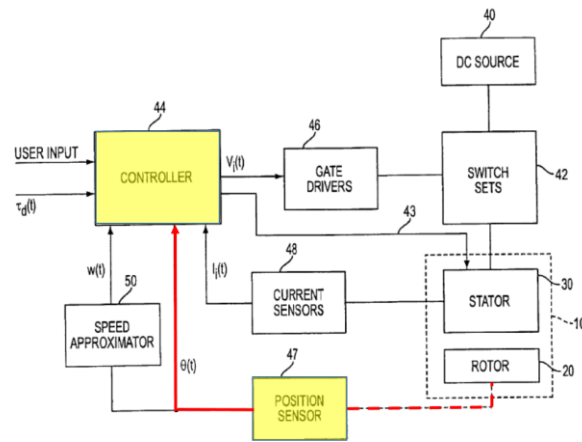 40
DC SOURCE
44
46
USER INPUT
CONTROLLER
Vi(t)
GATE
DRIVERS
SWITCH
SETS
42
τd(t)
43
w(t)
Ii(t)
48
50
CURRENT
SENSORS
STATOR
30
10
SPEED
APPROXIMATOR
θ(t)
47
ROTOR
20
POSITION
SENSOR